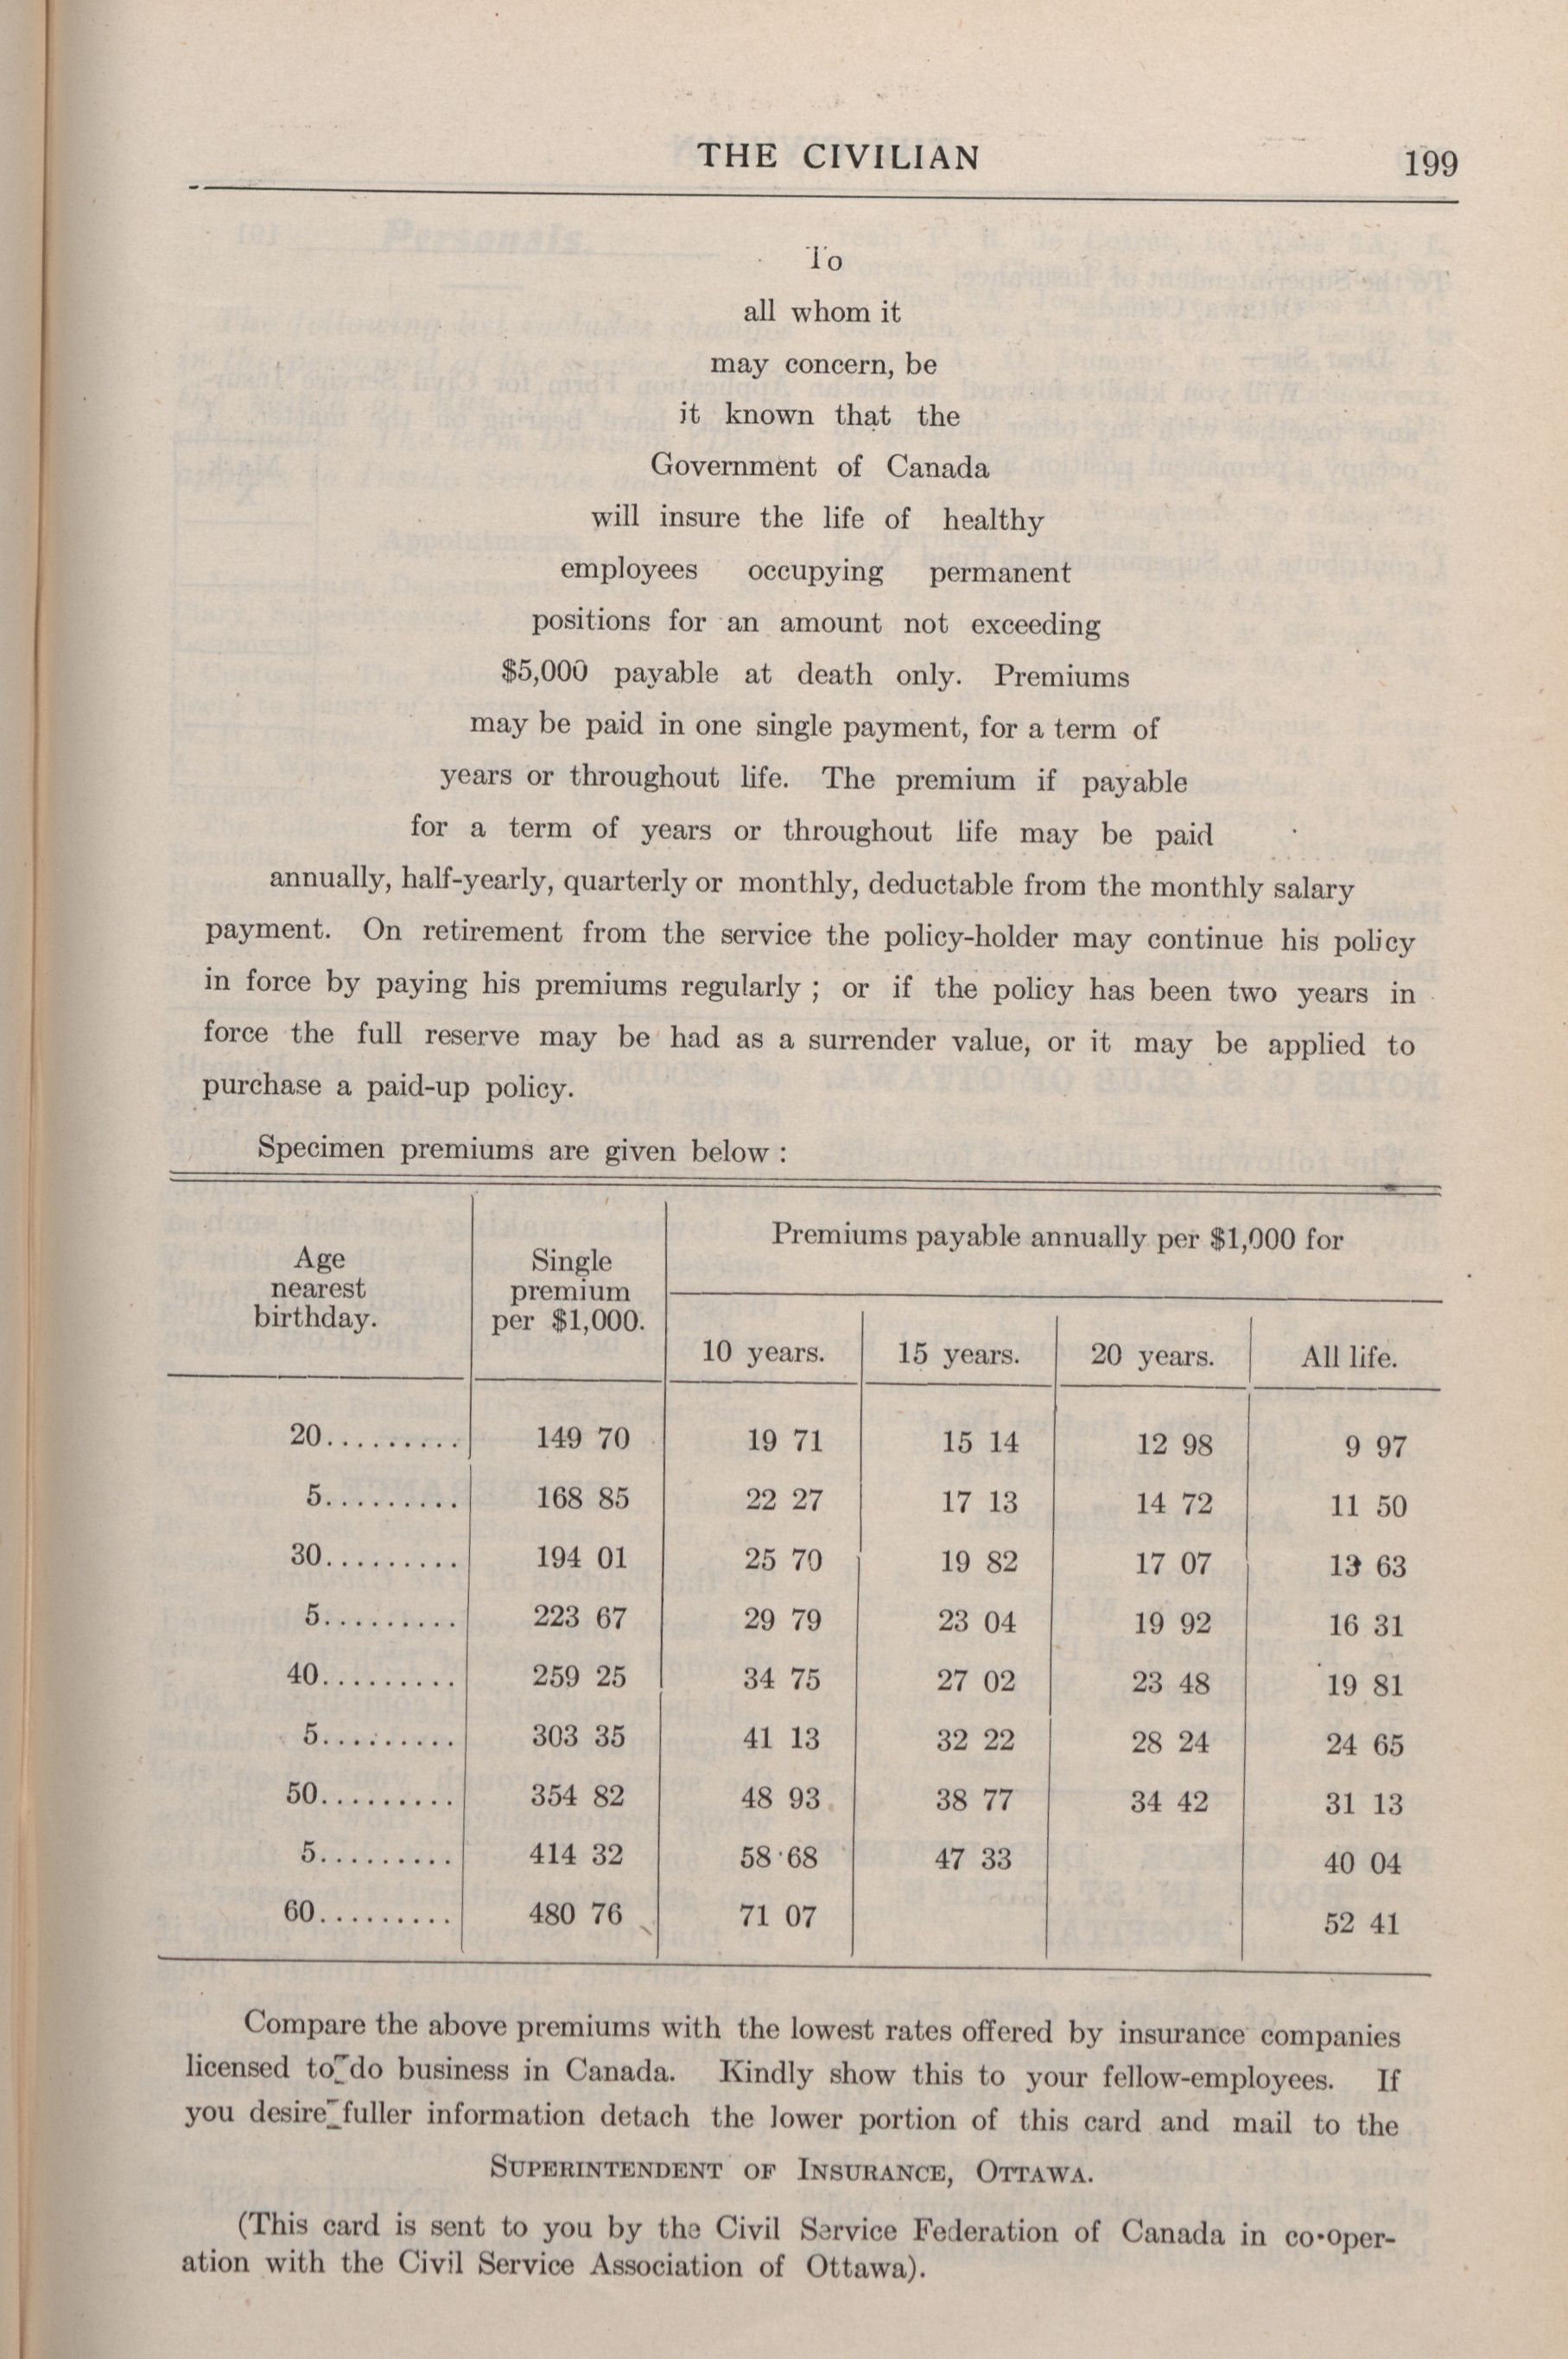 THE CIVILIAN 199
To
all whom it
may concern, be
it known that the
Government of Canada
will insure the life of healthy
employees occupying permanent
positions for an amount not exceeding
$5,000 payable at death only. Premiums
may be paid in one single payment, for a term of
years or throughout life. The premium if payable
for a term of years or throughout life may be paid
annually, half-yearly, quarterly or monthly, deductable from the monthly salary
payment. On retirement from the service the policy-holder may continue his policy
in force by paying his premiums regularly ; or if the policy has been two years in
force the full reserve may be had as a surrender value, or it may be applied to
purchase a paid-up policy.
Specimen premiums are given below :
Premiums payable annually per $1,000 for
Age Single
nearest premium
birthday. per $1,000.
10 years. 15 years. 20 years. All life.
20......... 149 70 19 71 15 14 12 98 9 97
5......... 168 85 22 27 17 13 14 72 11 50
30......... 194 01 25 70 19 82 17 07 13 63
5......... 223 67 29 79 23 04 19 92 16 31
40......... 259 25 34 75 27 02 23 48 19 81
5......... 303 35 41 13 32 22 28 24 24 65
50......... 354 82 48 93 38 77 34 42 31 13
5......... 414 32 58 68 47 33 40 04
60......... 480 76 71 07 52 41
Compare the above premiums with the lowest rates offered by insurance companies
licensed to do business in Canada. Kindly show this to your fellow-employees. If
you desire fuller information detach the lower portion of this card and mail to the
SUPERINTENDENT OF INSURANCE, OTTAWA.
(This card is sent to you by the Civil Service Federation of Canada in co-oper-
ation with the Civil Service Association of Ottawa).